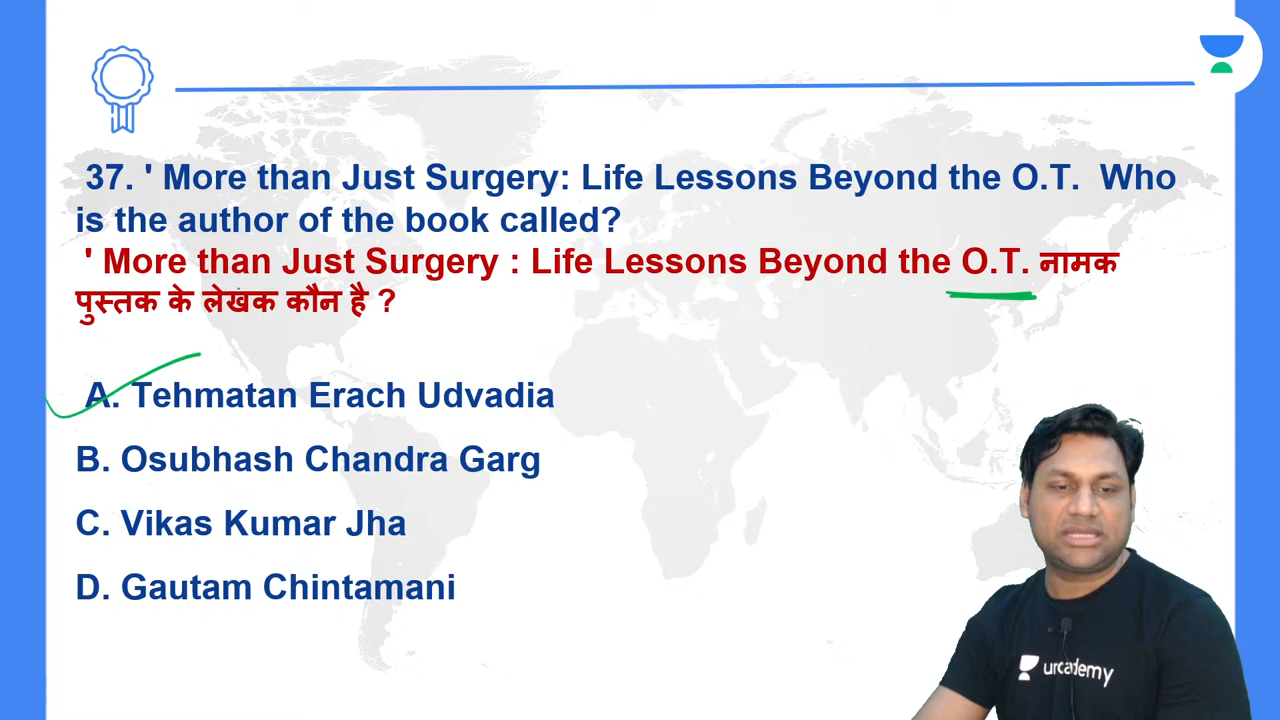 37. ' More than Just Surgery: Life Lessons Beyond the O.T. Who
is the author of the book called?
' More than Just Surgery : Life Lessons Beyond the O.T. नामक
पुस्तक के लेखक कौन है ?
A. Tehmatan Erach Udvadia
B. Osubhash Chandra Garg
C. Vikas Kumar Jha
D. Gautam Chintamani